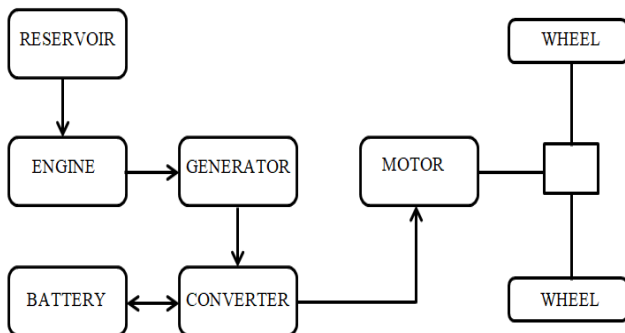 RESERVOIR
WHEEL
ENGINE
GENERATOR
MOTOR
BATTERY
CONVERTER
WHEEL